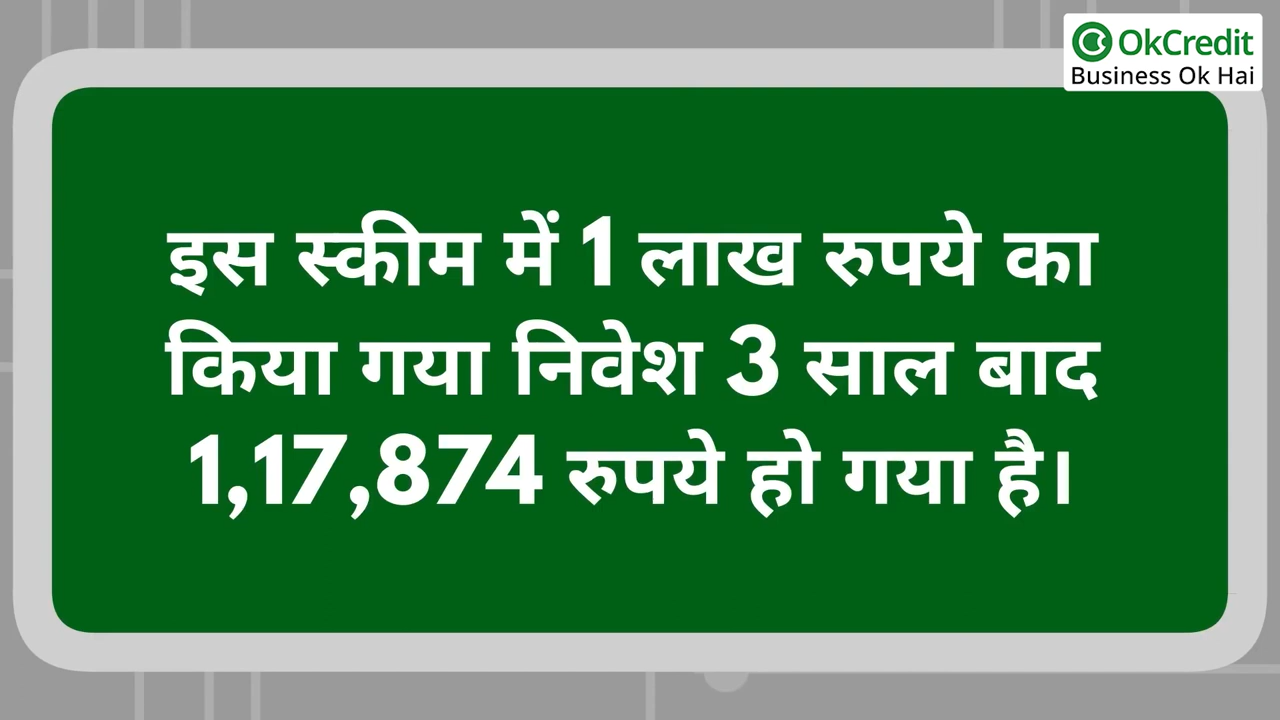 OkCredit
Business Ok Hai
इस स्कीम में 1 लाख रुपये का
किया गया निवेश 3 साल बाद
1,17,874 रुपये हो गया है।